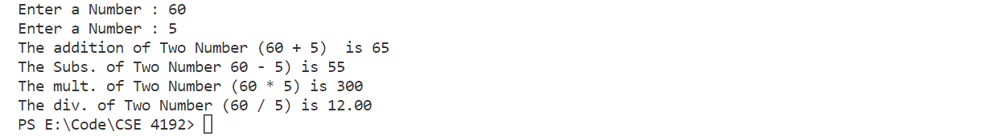 Enter a Number : 60
Enter a Number : 5
The addition of Two Number (60 + 5)  is 65
The Subs. of Two Number 60 - 5) is 55
The mult. of Two Number (60 * 5) is 300
The div. of Two Number (60 / 5) is 12.00
PS E:\Code\CSE 4192>